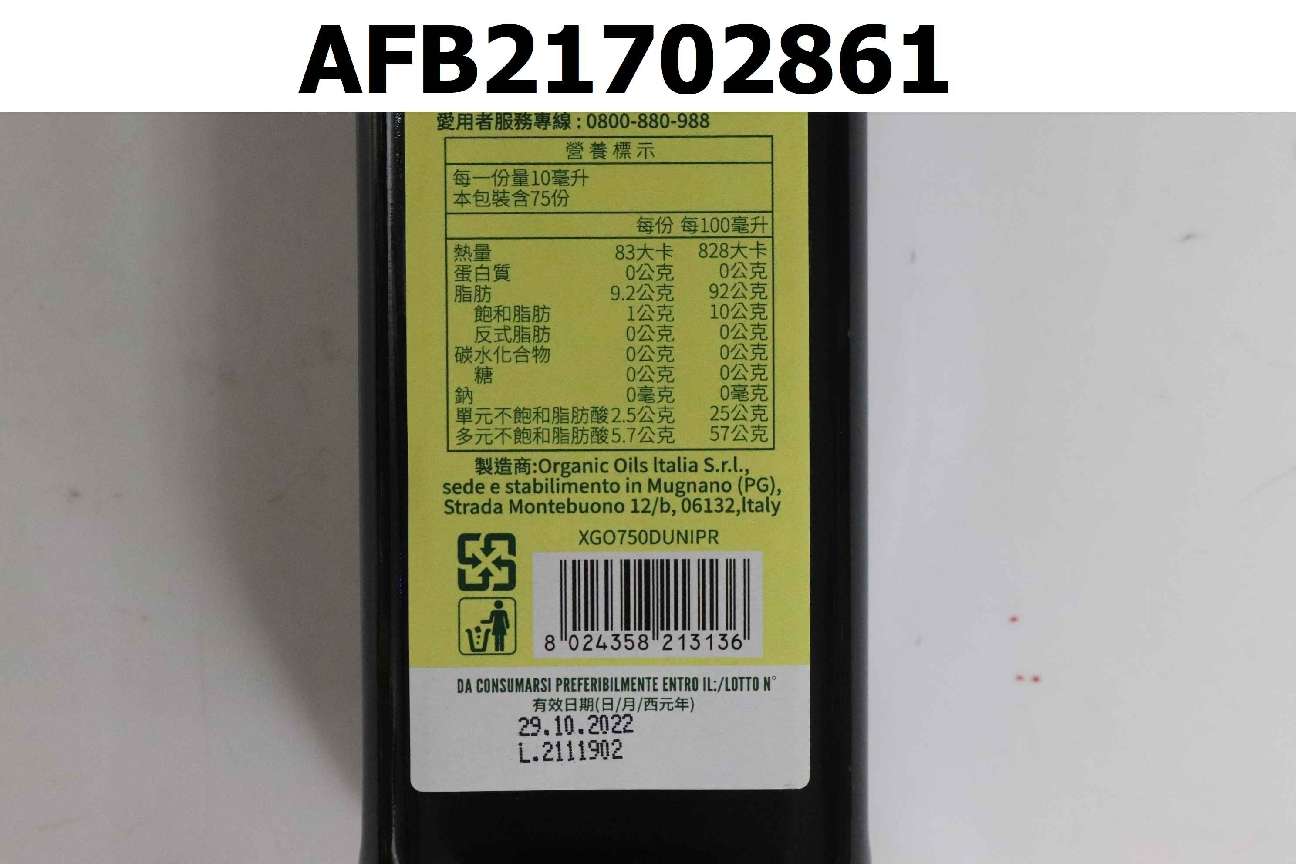 AFB21702861
愛用者服務專線 : 0800-880-988
營養標示
每一份量10毫升
本包裝含75份
每份 每100毫升
熱量 83大卡 828大卡
蛋白質 0公克 0公克
脂肪 9.2公克 92公克
飽和脂肪 1公克 10公克
反式脂肪 0公克 0公克
碳水化合物 0公克 0公克
糖 0公克 0公克
鈉 0毫克 0毫克
單元不飽和脂肪酸 2.5公克 25公克
多元不飽和脂肪酸 5.7公克 57公克
製造商:Organic Oils ltalia S.r.l.,
sede e stabilimento in Mugnano (PG),
Strada Montebuono 12/b, 06132,ltaly
XGO750DUNIPR
8 024358 213136
DA CONSUMARSI PREFERIBILMENTE ENTRO IL:/LOTTO N°
有效日期(日/月/西元年)
29.10.2022
L.2111902